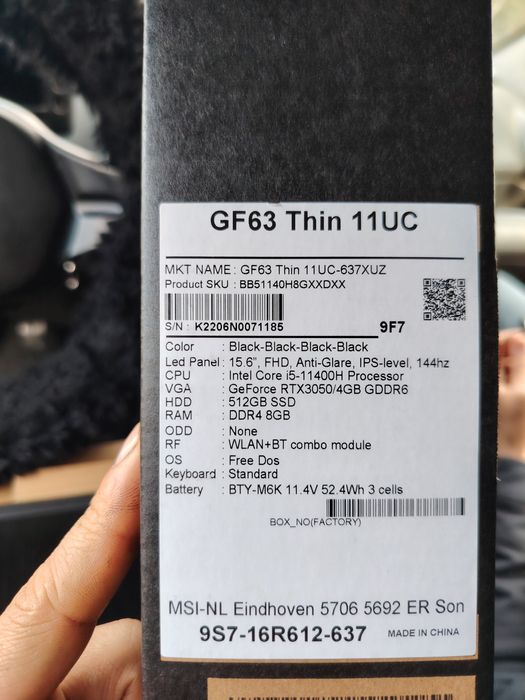 GF63 Thin 11UC
MKT NAME : GF63 Thin 11UC-637XUZ
Product SKU : BB51140H8GXXDXX
S/N : K2206N0071185 9F7
Color : Black-Black-Black-Black
Led Panel : 15.6", FHD, Anti-Glare, IPS-level, 144hz
CPU : Intel Core i5-11400H Processor
VGA : GeForce RTX3050/4GB GDDR6
HDD : 512GB SSD
RAM : DDR4 8GB
ODD : None
RF : WLAN+BT combo module
OS : Free Dos
Keyboard : Standard
Battery : BTY-M6K 11.4V 52.4Wh 3 cells
BOX_NO(FACTORY)
MSI-NL Eindhoven 5706 5692 ER Son
9S7-16R612-637 MADE IN CHINA